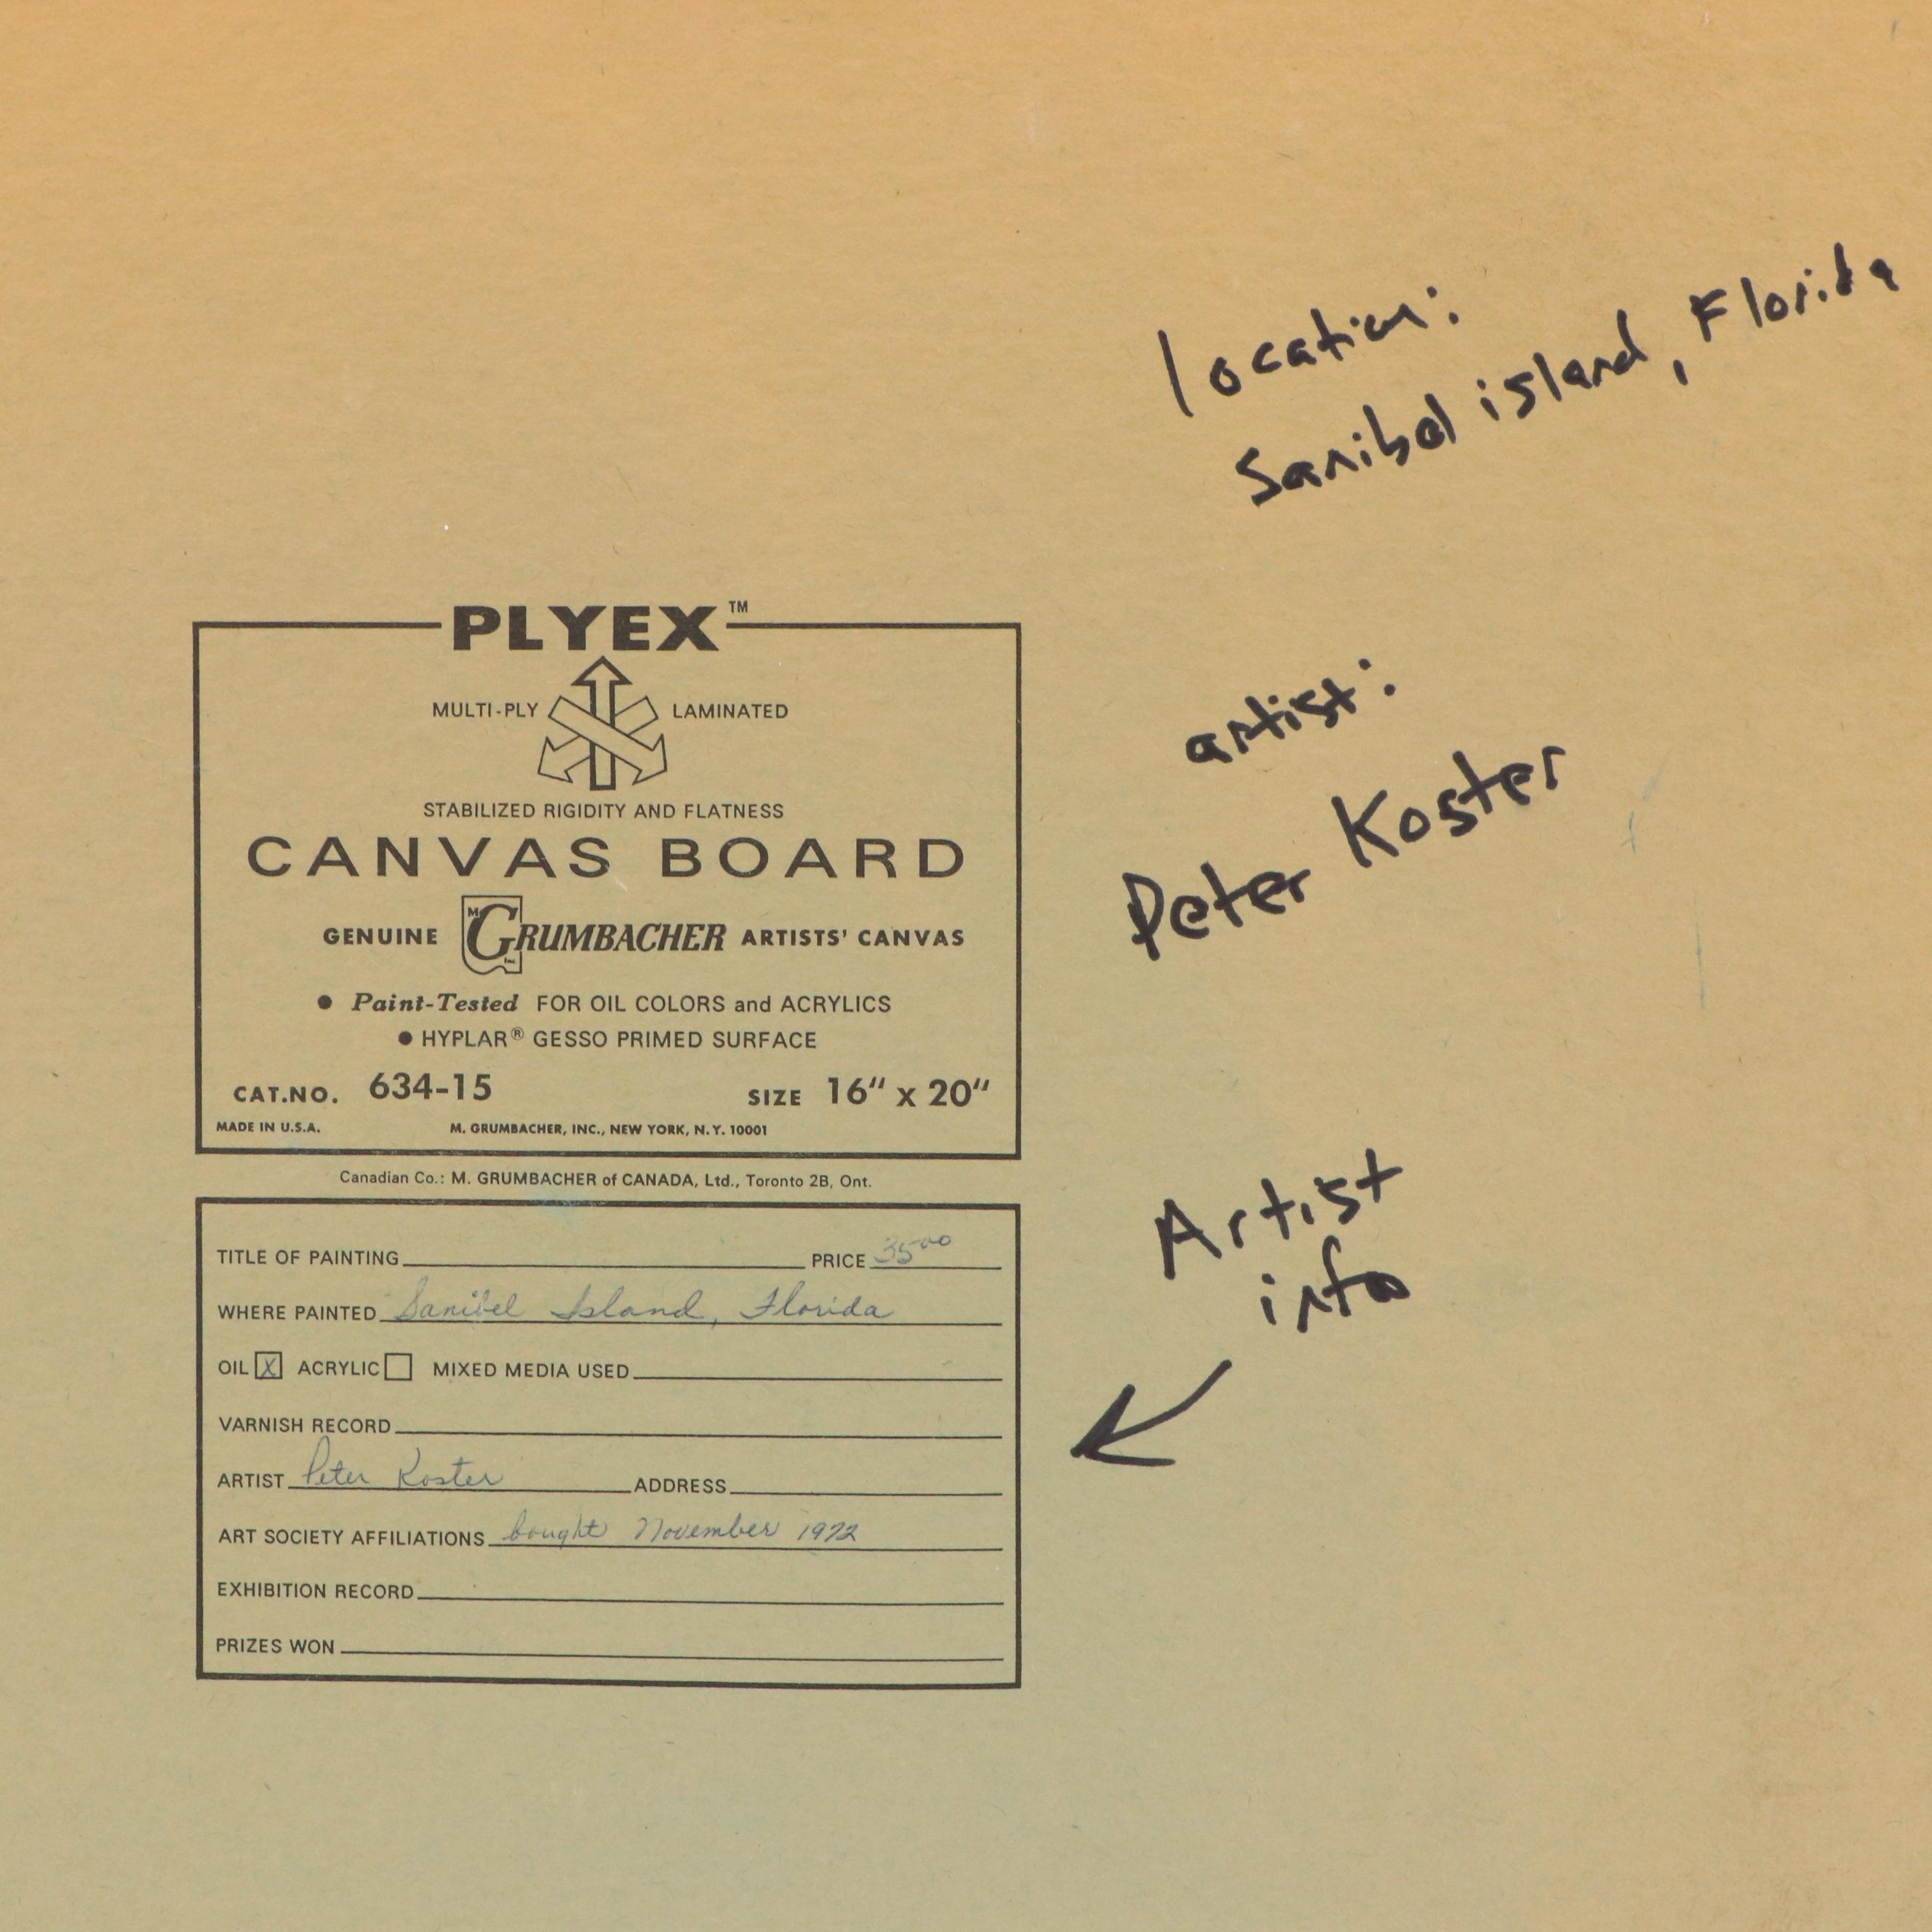 location:
Sanibel island, Florida
artist:
Peter Koster
Artist
info
PLYEX™
MULTI-PLY LAMINATED
STABILIZED RIGIDITY AND FLATNESS
CANVAS BOARD
GENUINE M. GRUMBACHER INC. ARTISTS' CANVAS
• Paint-Tested FOR OIL COLORS and ACRYLICS
• HYPLAR® GESSO PRIMED SURFACE
CAT.NO. 634-15 SIZE 16" x 20"
MADE IN U.S.A. M. GRUMBACHER, INC., NEW YORK, N.Y. 10001
Canadian Co.: M. GRUMBACHER of CANADA, Ltd., Toronto 2B, Ont.
TITLE OF PAINTING PRICE 3500
WHERE PAINTED Sanibel Island, Florida
OIL X ACRYLIC MIXED MEDIA USED
VARNISH RECORD
ARTIST Peter Koster ADDRESS
ART SOCIETY AFFILIATIONS bought November 1972
EXHIBITION RECORD
PRIZES WON